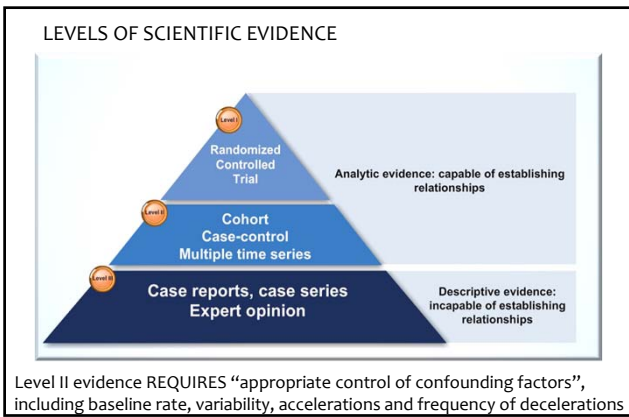 LEVELS OF SCIENTIFIC EVIDENCE
Level I
Randomized
Controlled
Trial
Analytic evidence: capable of establishing
relationships
Level II
Cohort
Case-control
Multiple time series
Level III
Case reports, case series
Expert opinion
Descriptive evidence:
incapable of establishing
relationships
Level II evidence REQUIRES “appropriate control of confounding factors”,
including baseline rate, variability, accelerations and frequency of decelerations